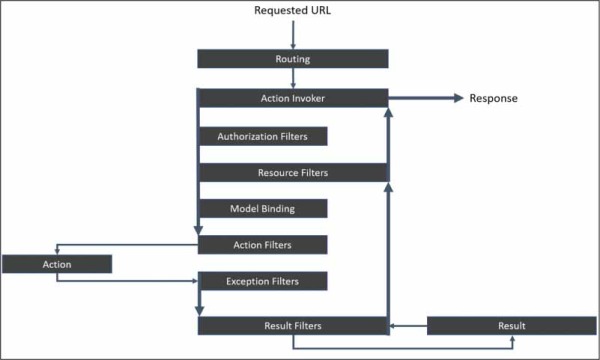 Requested URL
Routing
Action Invoker
Response
Authorization Filters
Resource Filters
Model Binding
Action Filters
Action
Exception Filters
Result Filters
Result